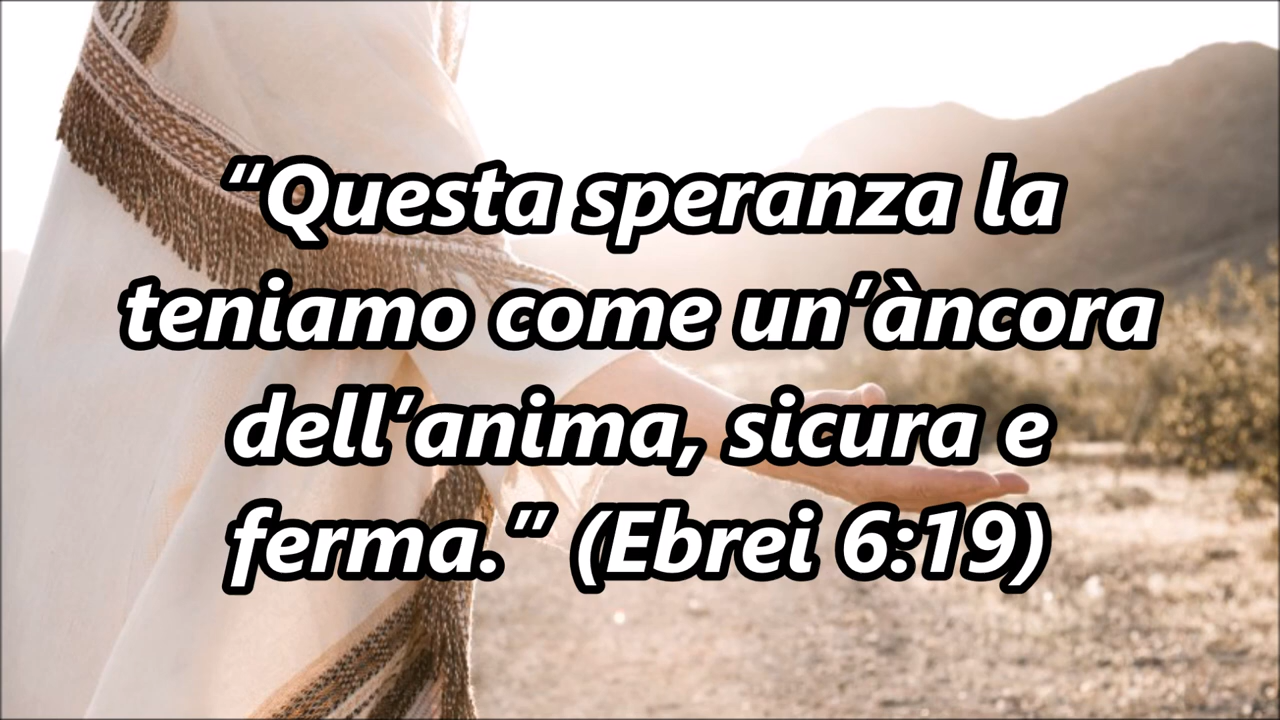 “Questa speranza la
teniamo come un’àncora
dell’anima, sicura e
ferma.” (Ebrei 6:19)